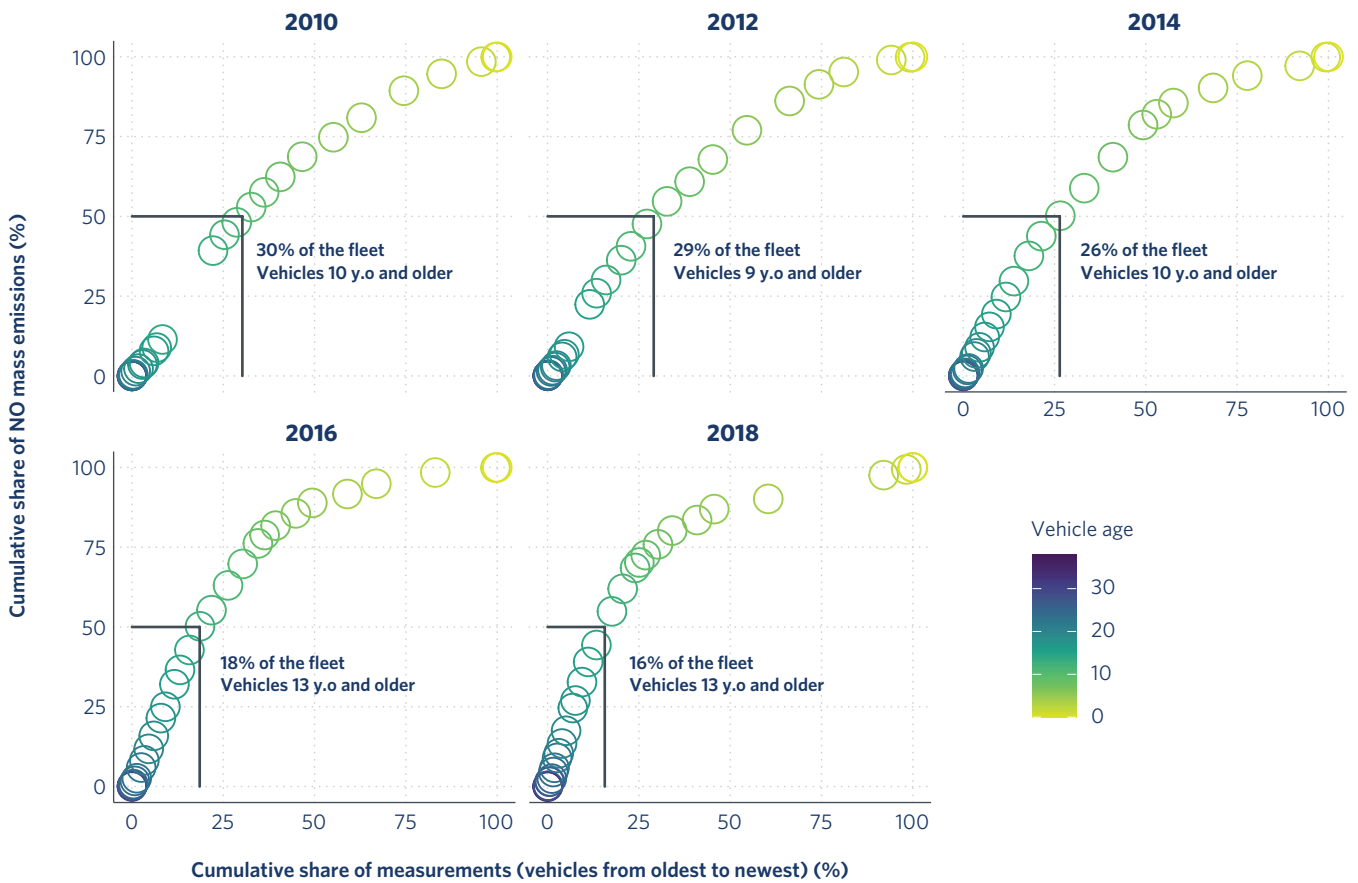 2010
2012
2014
Cumulative share of NO mass emissions (%)
100
75
50
25
0
30% of the fleet
Vehicles 10 y.o and older
29% of the fleet
Vehicles 9 y.o and older
26% of the fleet
Vehicles 10 y.o and older
0
25
50
75
100
2016
2018
100
75
50
25
0
18% of the fleet
Vehicles 13 y.o and older
16% of the fleet
Vehicles 13 y.o and older
0
25
50
75
100
0
25
50
75
100
Vehicle age
30
20
10
0
Cumulative share of measurements (vehicles from oldest to newest) (%)